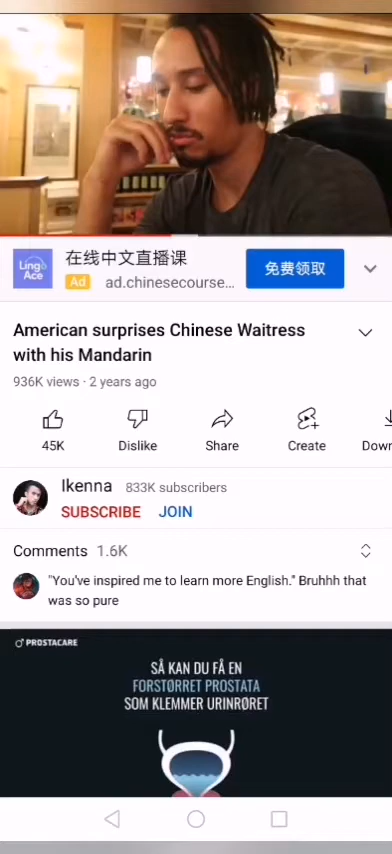 Ling
Ace
在线中文直播课
Ad ad.chinesecourse...
免费领取
American surprises Chinese Waitress
with his Mandarin
936K views · 2 years ago
45K
Dislike
Share
Create
Down
Ikenna 833K subscribers
SUBSCRIBE JOIN
Comments 1.6K
"You've inspired me to learn more English." Bruhhh that
was so pure
PROSTACARE
SÅ KAN DU FÅ EN
FORSTØRRET PROSTATA
SOM KLEMMER URINRØRET